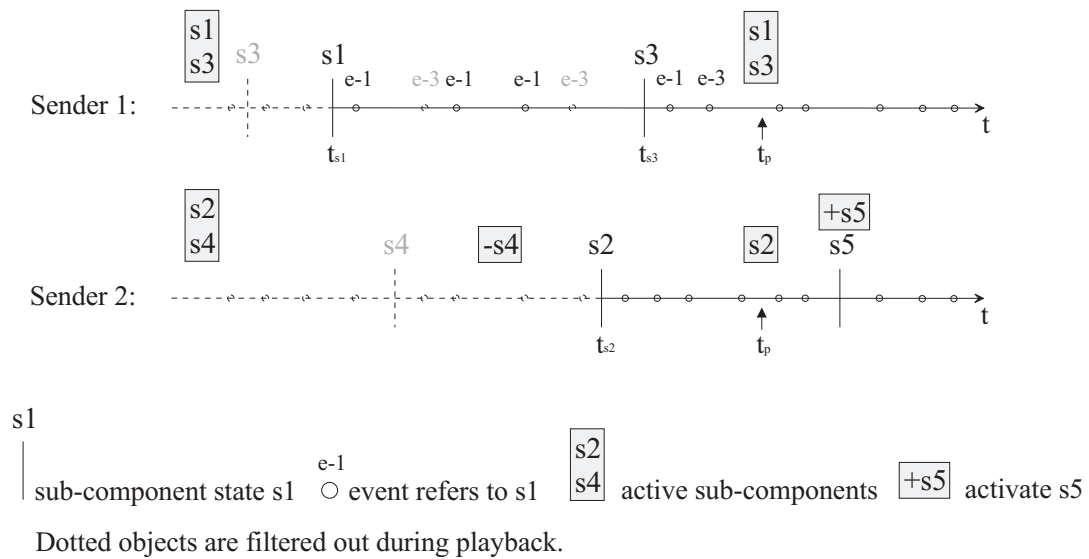 s1
s3
s3
s1
s3
s1
s3
e-1
e-3
e-1
e-1
e-3
e-1
e-3
Sender 1:
t
ts1
ts3
tp
s2
s4
s4
-s4
s2
s2
+s5
s5
Sender 2:
t
ts2
tp
s1
sub-component state s1
e-1
event refers to s1
s2
s4
active sub-components
+s5
activate s5
Dotted objects are filtered out during playback.